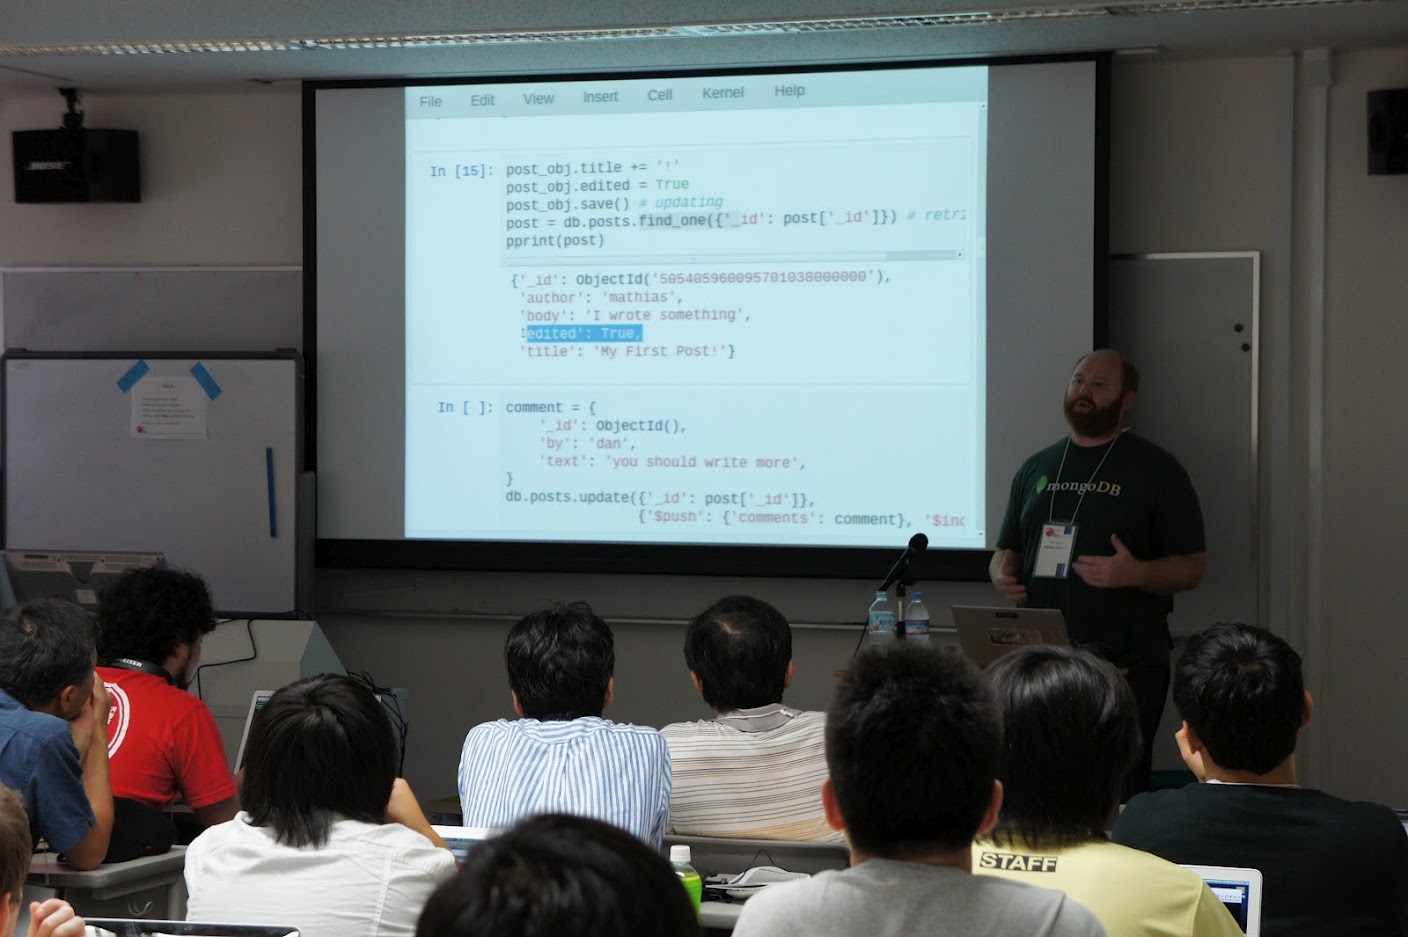 File Edit View Insert Cell Kernel Help
In [15]: post_obj.title += '!'
post_obj.edited = True
post_obj.save() # updating
post = db.posts.find_one({'_id': post['_id']}) # retri
pprint(post)
{'_id': ObjectId('505405960095701038000000'),
'author': 'mathias',
'body': 'I wrote something',
'edited': True,
'title': 'My First Post!'}
In [ ]: comment = {
'_id': ObjectId(),
'by': 'dan',
'text': 'you should write more',
}
db.posts.update({'_id': post['_id']},
{'$push': {'comments': comment}, '$inc
BOSE
mongoDB
STAFF